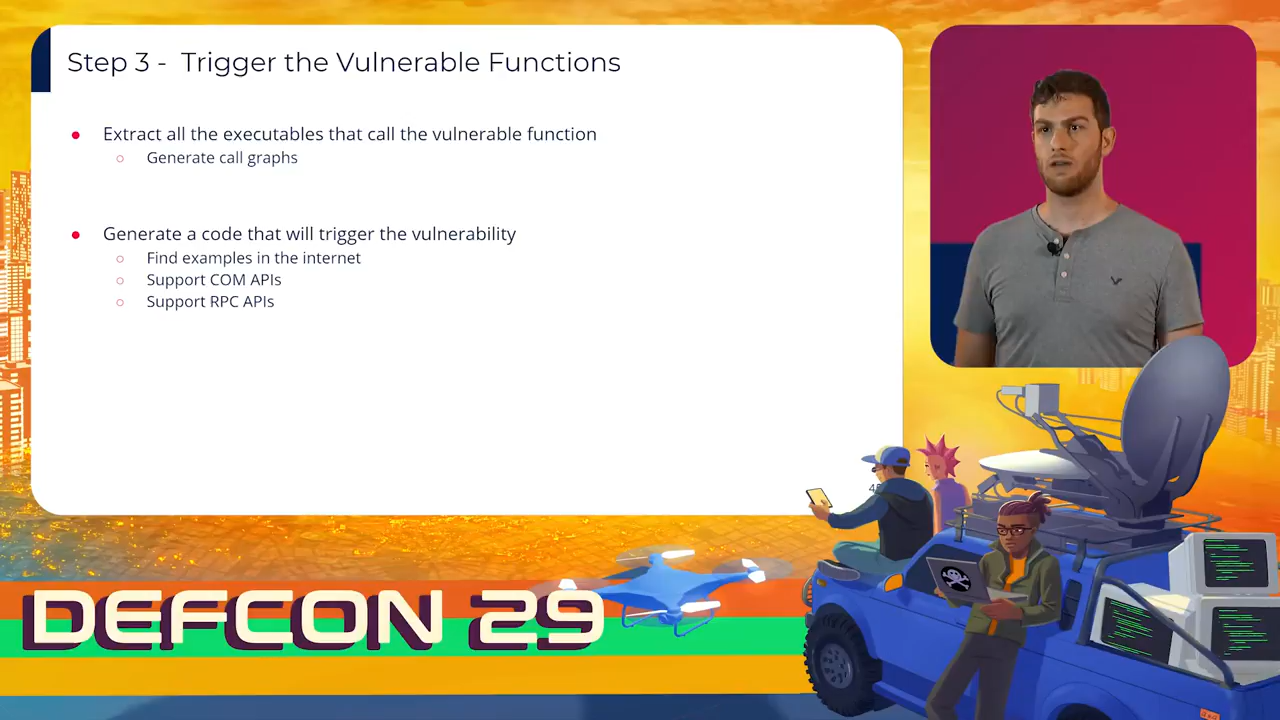 Step 3 - Trigger the Vulnerable Functions
● Extract all the executables that call the vulnerable function
○ Generate call graphs
● Generate a code that will trigger the vulnerability
○ Find examples in the internet
○ Support COM APIs
○ Support RPC APIs
DEFCON 29